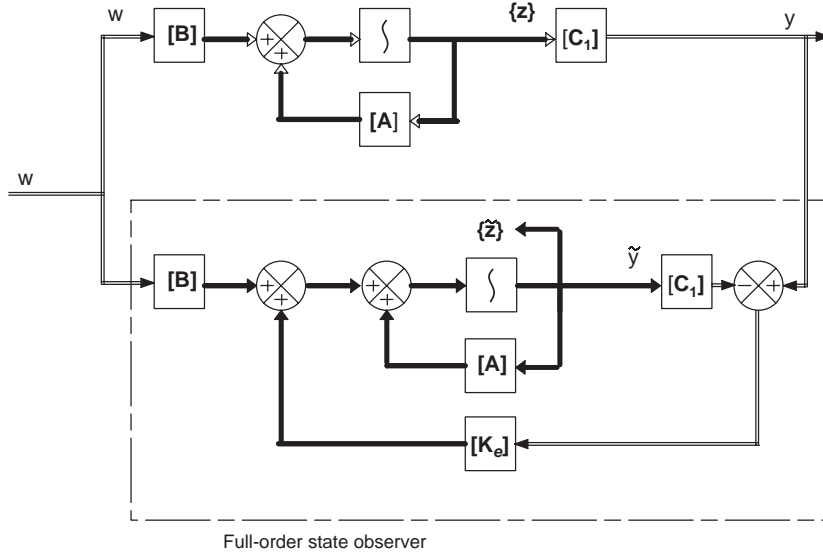 w
[B]
+
+
∫
{z}
[C₁]
y
[A]
w
[B]
+
+
+
+
∫
{z̃}
ỹ
[C₁]
−
+
[A]
[Kₑ]
Full-order state observer